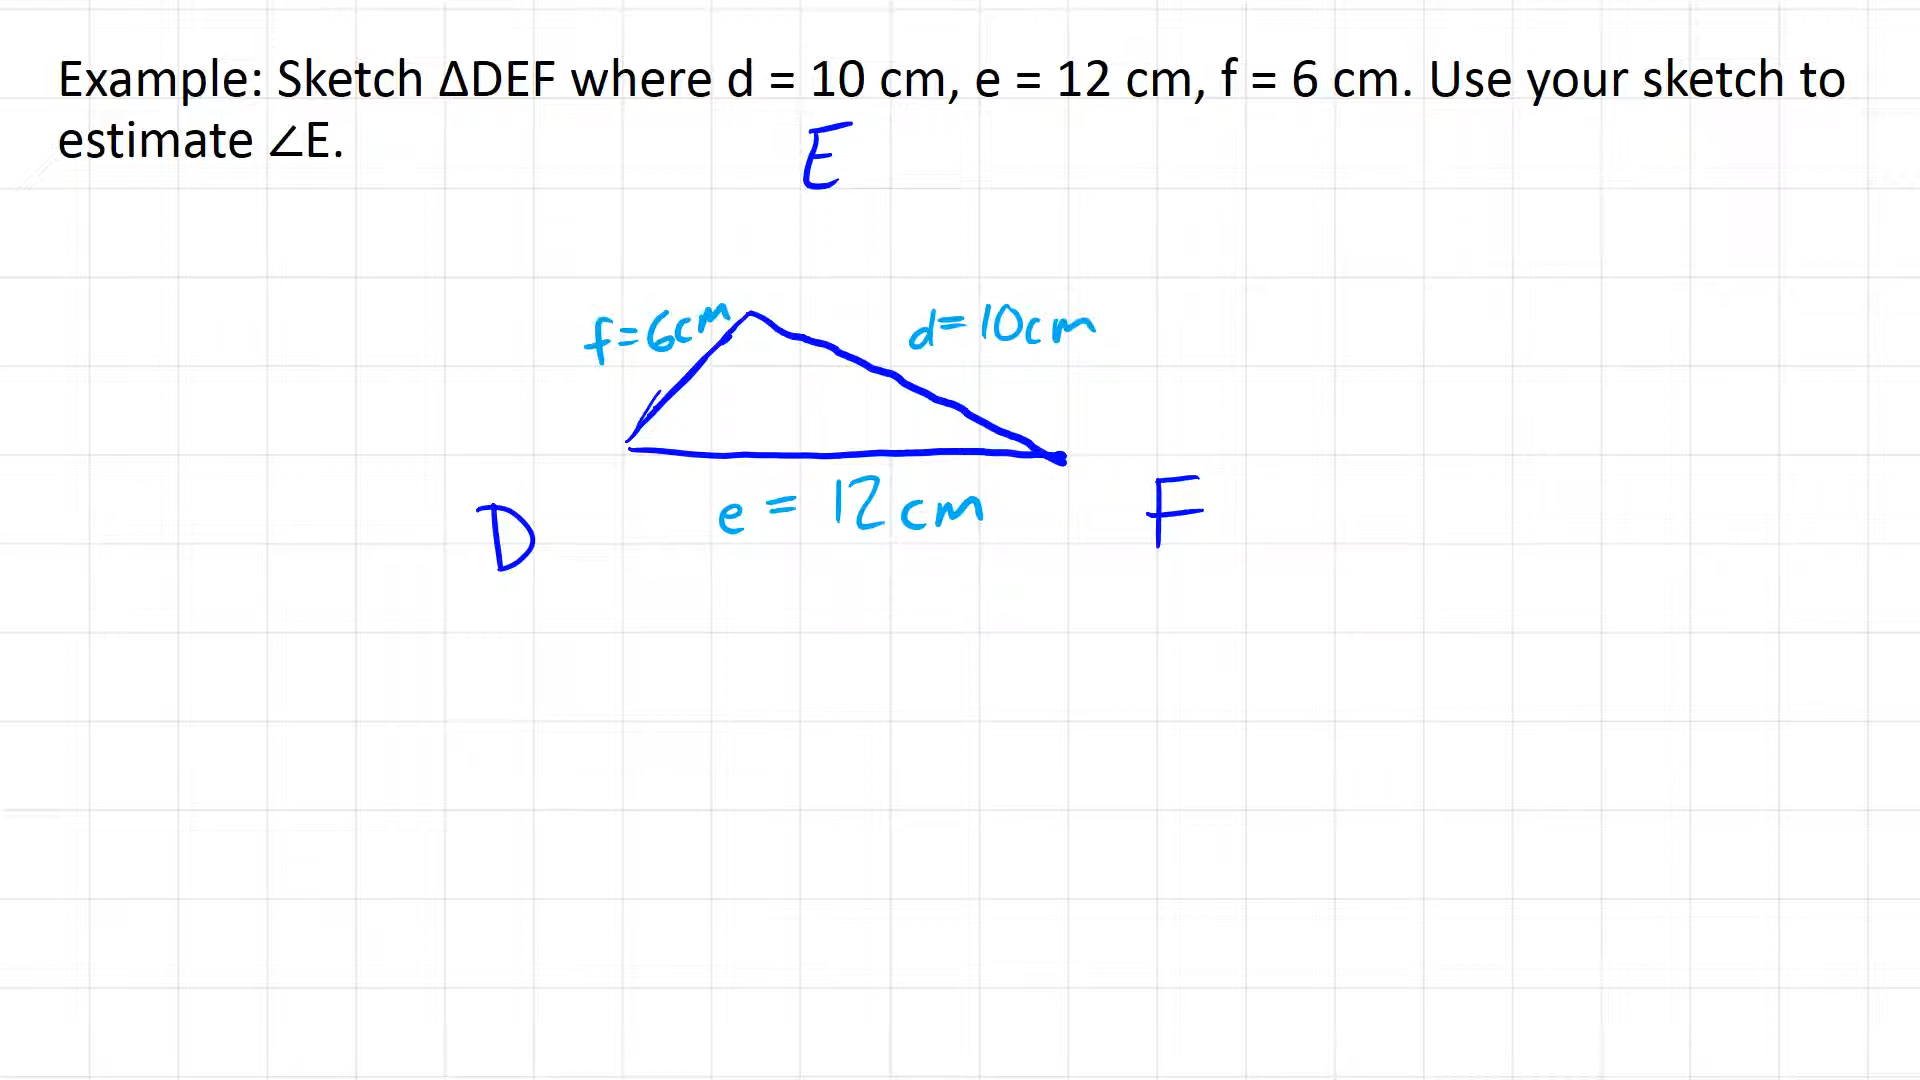 Example: Sketch ΔDEF where d = 10 cm, e = 12 cm, f = 6 cm. Use your sketch to
estimate ∠E.
E
f=6cm
d=10cm
e = 12cm
D
F